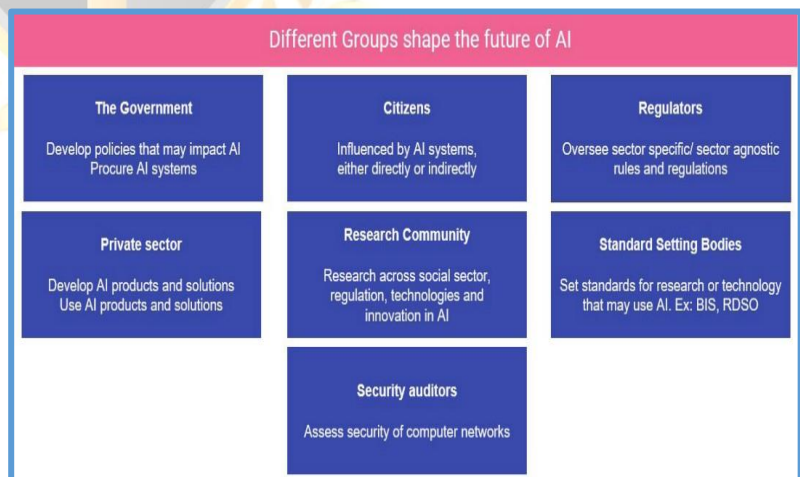 Different Groups shape the future of AI
The Government
Develop policies that may impact AI
Procure AI systems
Citizens
Influenced by AI systems,
either directly or indirectly
Regulators
Oversee sector specific/ sector agnostic
rules and regulations
Private sector
Develop AI products and solutions
Use AI products and solutions
Research Community
Research across social sector,
regulation, technologies and
innovation in AI
Standard Setting Bodies
Set standards for research or technology
that may use AI. Ex: BIS, RDSO
Security auditors
Assess security of computer networks